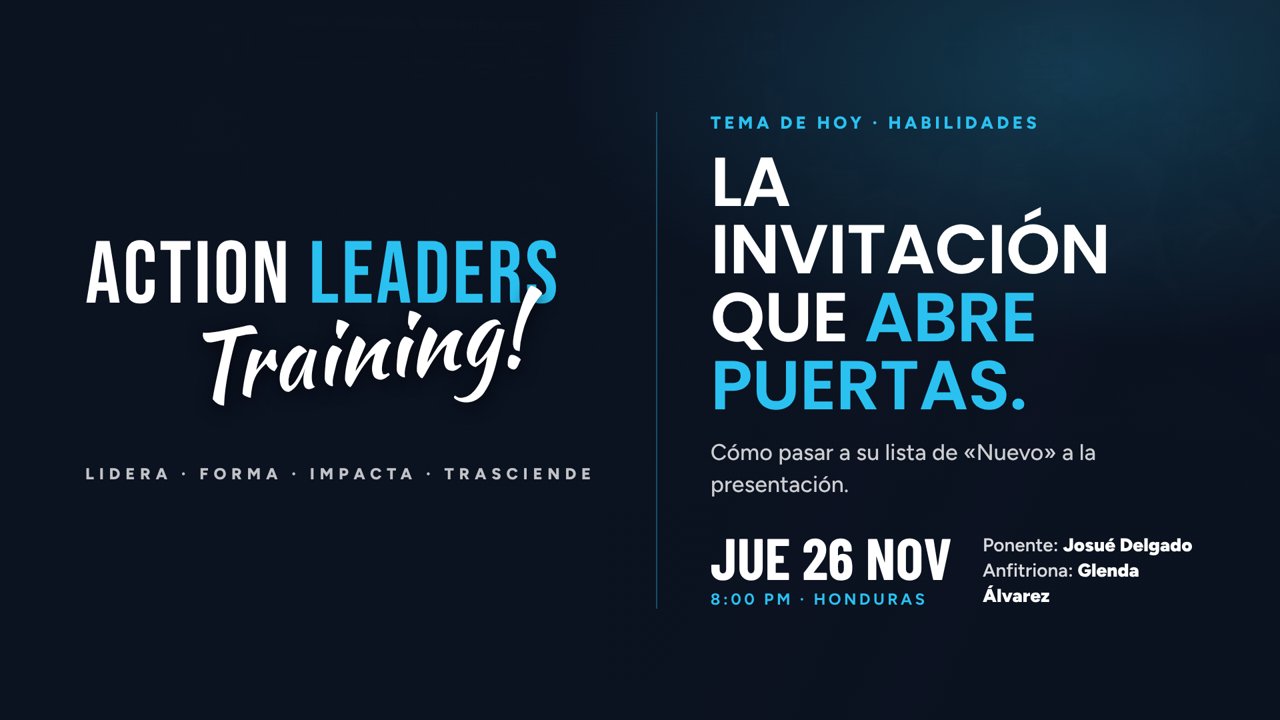 ACTION LEADERS
Training!
LIDERA · FORMA · IMPACTA · TRASCIENDE
TEMA DE HOY · HABILIDADES
LA
INVITACIÓN
QUE ABRE
PUERTAS.
Cómo pasar a su lista de «Nuevo» a la
presentación.
JUE 26 NOV
8:00 PM · HONDURAS
Ponente: Josué Delgado
Anfitriona: Glenda
Álvarez